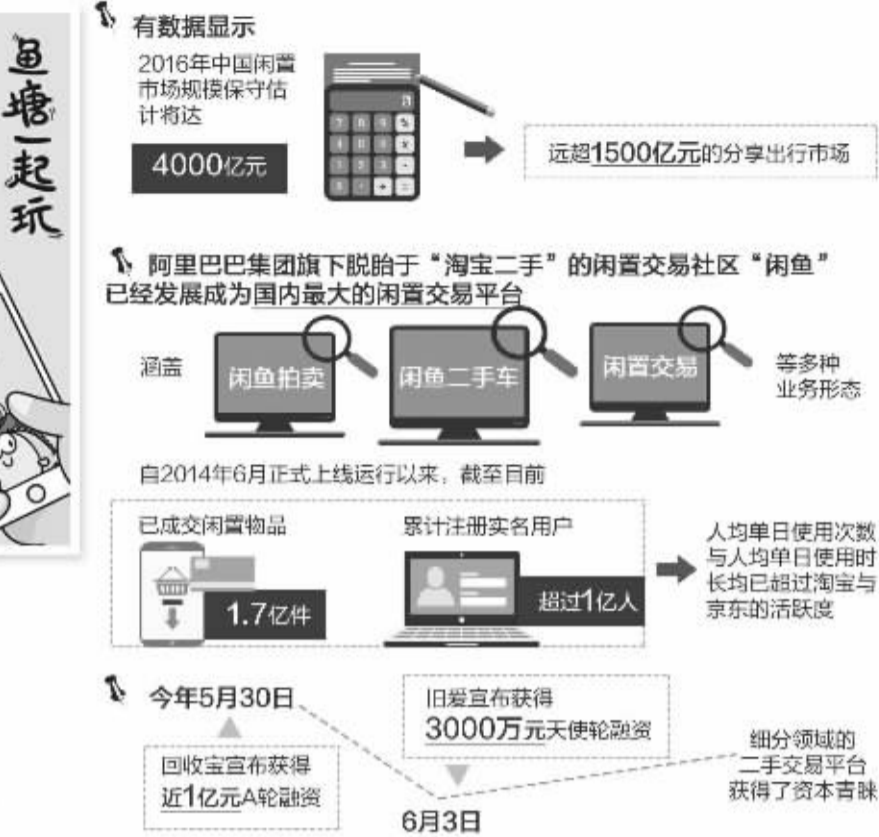 鱼塘一起玩
有数据显示
2016年中国闲置
市场规模保守估
计将达
4000亿元
远超1500亿元的分享出行市场
阿里巴巴集团旗下脱胎于“淘宝二手”的闲置交易社区“闲鱼”
已经发展成为国内最大的闲置交易平台
涵盖
闲鱼拍卖
闲鱼二手车
闲置交易
等多种
业务形态
自2014年6月正式上线运行以来，截至目前
已成交闲置物品
1.7亿件
累计注册实名用户
超过1亿人
人均单日使用次数
与人均单日使用时
长均已超过淘宝与
京东的活跃度
今年5月30日
回收宝宣布获得
近1亿元A轮融资
旧爱宣布获得
3000万元天使轮融资
6月3日
细分领域的
二手交易平台
获得了资本青睐